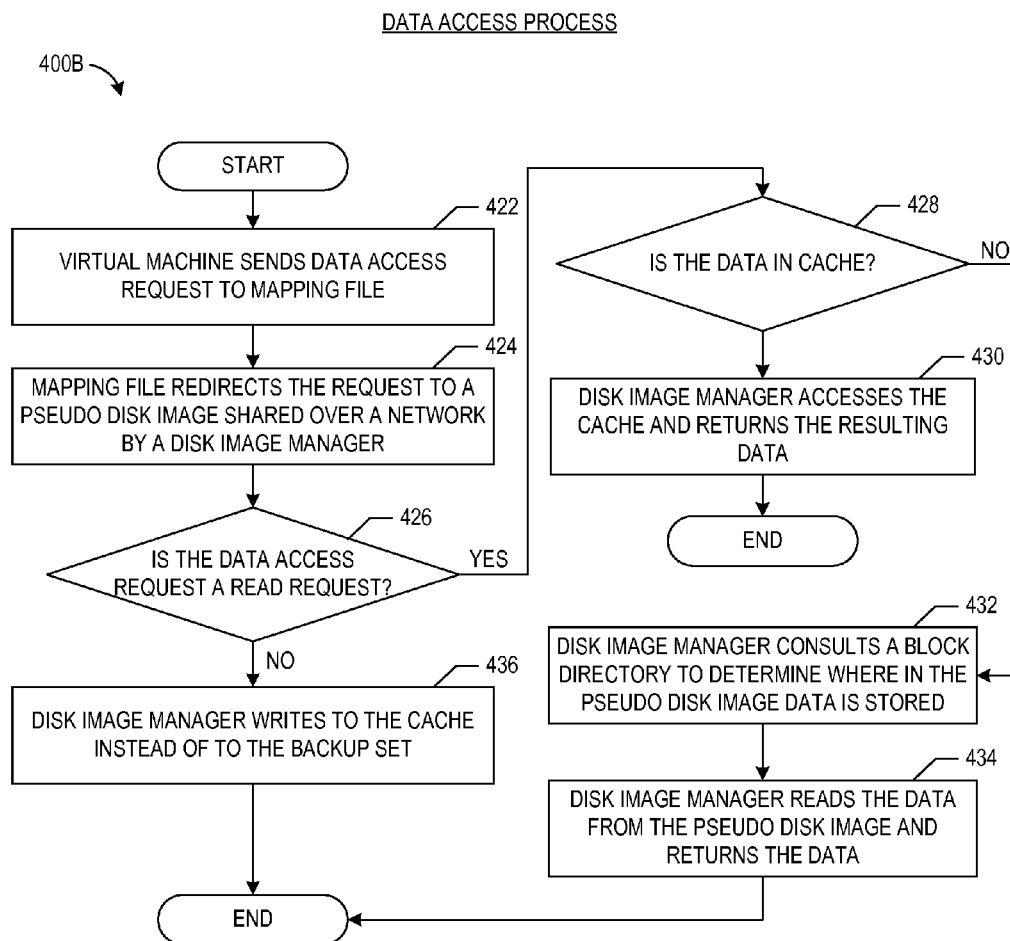 DATA ACCESS PROCESS
400B
START
422
VIRTUAL MACHINE SENDS DATA ACCESS
REQUEST TO MAPPING FILE
424
MAPPING FILE REDIRECTS THE REQUEST TO A
PSEUDO DISK IMAGE SHARED OVER A NETWORK
BY A DISK IMAGE MANAGER
426
IS THE DATA ACCESS
REQUEST A READ REQUEST?
YES
NO
436
DISK IMAGE MANAGER WRITES TO THE CACHE
INSTEAD OF TO THE BACKUP SET
END
428
IS THE DATA IN CACHE?
NO
430
DISK IMAGE MANAGER ACCESSES THE
CACHE AND RETURNS THE RESULTING
DATA
END
432
DISK IMAGE MANAGER CONSULTS A BLOCK
DIRECTORY TO DETERMINE WHERE IN THE
PSEUDO DISK IMAGE DATA IS STORED
434
DISK IMAGE MANAGER READS THE DATA
FROM THE PSEUDO DISK IMAGE AND
RETURNS THE DATA